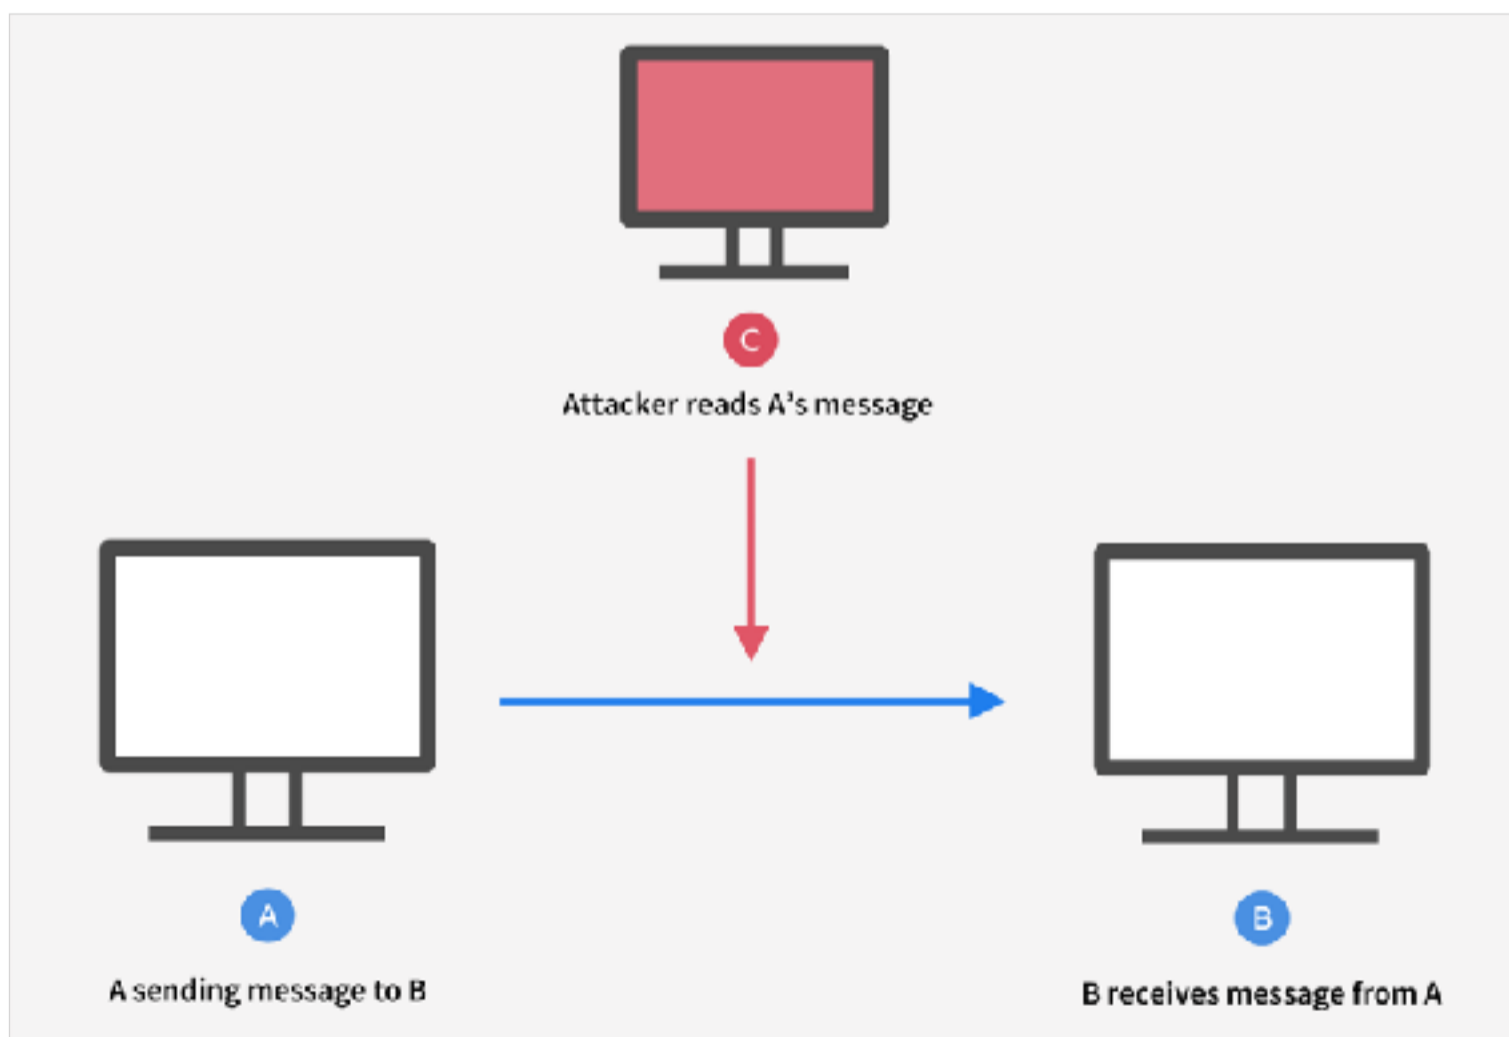 C
Attacker reads A's message
A
B
A sending message to B
B receives message from A